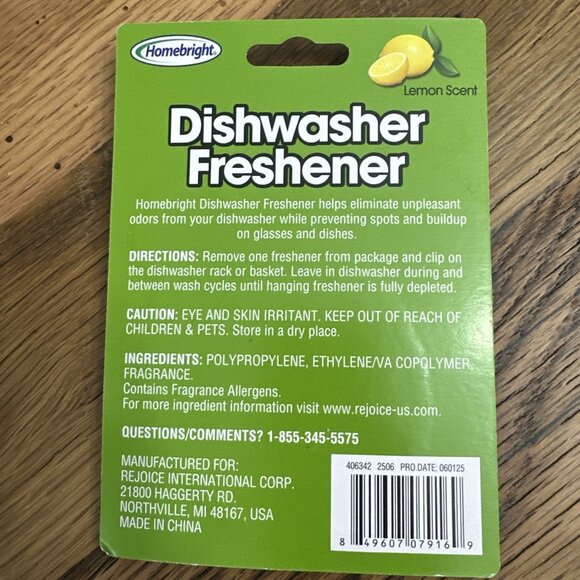 Homebright
Lemon Scent
Dishwasher
Freshener
Homebright Dishwasher Freshener helps eliminate unpleasant
odors from your dishwasher while preventing spots and buildup
on glasses and dishes.
DIRECTIONS: Remove one freshener from package and clip on
the dishwasher rack or basket. Leave in dishwasher during and
between wash cycles until hanging freshener is fully depleted.
CAUTION: EYE AND SKIN IRRITANT. KEEP OUT OF REACH OF
CHILDREN & PETS. Store in a dry place.
INGREDIENTS: POLYPROPYLENE, ETHYLENE/VA COPOLYMER,
FRAGRANCE.
Contains Fragrance Allergens.
For more ingredient information visit www.rejoice-us.com.
QUESTIONS/COMMENTS? 1-855-345-5575
MANUFACTURED FOR:
REJOICE INTERNATIONAL CORP.
21800 HAGGERTY RD.
NORTHVILLE, MI 48167, USA
MADE IN CHINA
406342 2506 PRO.DATE: 060125
8 49607 07916 9